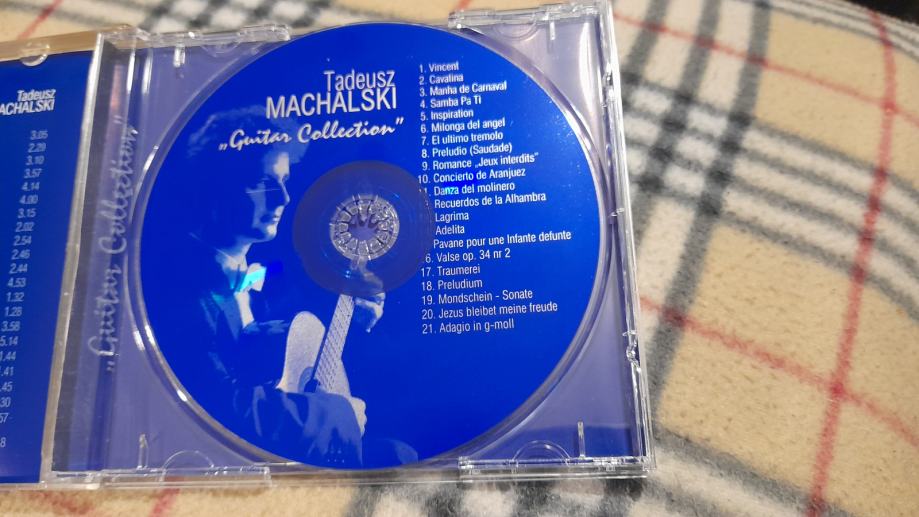 Tadeusz
MACHALSKI
3.05
2.29
3.10
3.57
4.14
4.00
3.15
2.02
2.54
2.46
2.44
4.53
1.32
1.28
3.58
„Guitar Collection”
Tadeusz
MACHALSKI
„Guitar Collection”
1. Vincent
2. Cavatina
3. Manha de Carnaval
4. Samba Pa Ti
5. Inspiration
6. Milonga del angel
7. El ultimo tremolo
8. Preludio (Saudade)
9. Romance „Jeux interdits”
10. Concierto de Aranjuez
11. Danza del molinero
Recuerdos de la Alhambra
Lagrima
Adelita
Pavane pour une Infante defunte
16. Valse op. 34 nr 2
17. Traumerei
18. Preludium
19. Mondschein - Sonate
20. Jezus bleibet meine freude
21. Adagio in g-moll